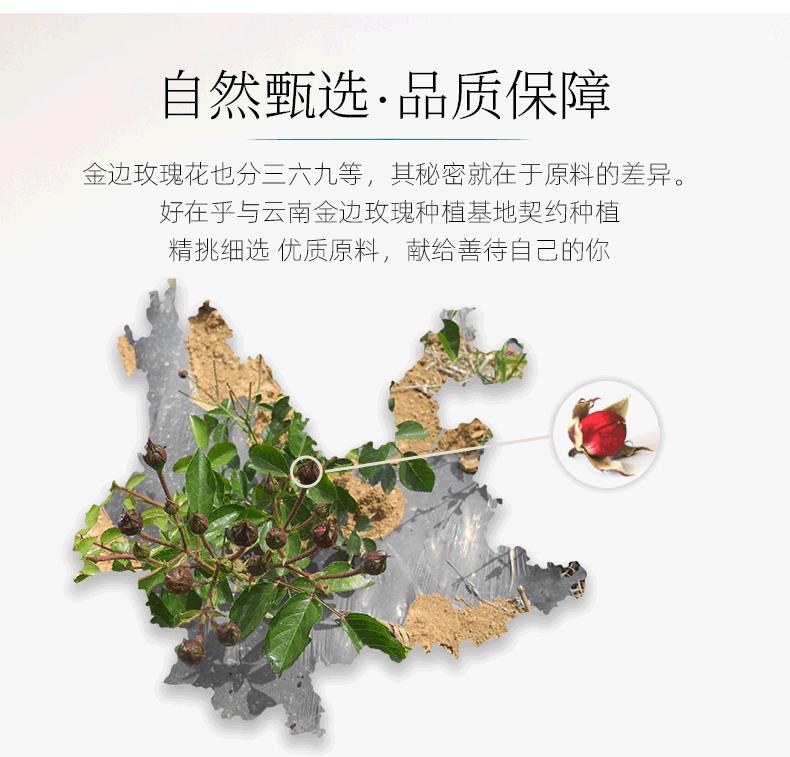 自然甄选·品质保障
金边玫瑰花也分三六九等，其秘密就在于原料的差异。
好在乎与云南金边玫瑰种植基地契约种植
精挑细选 优质原料，献给善待自己的你